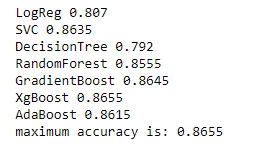 LogReg 0.807
SVC 0.8635
DecisionTree 0.792
RandomForest 0.8555
GradientBoost 0.8645
XgBoost 0.8655
AdaBoost 0.8615
maximum accuracy is: 0.8655